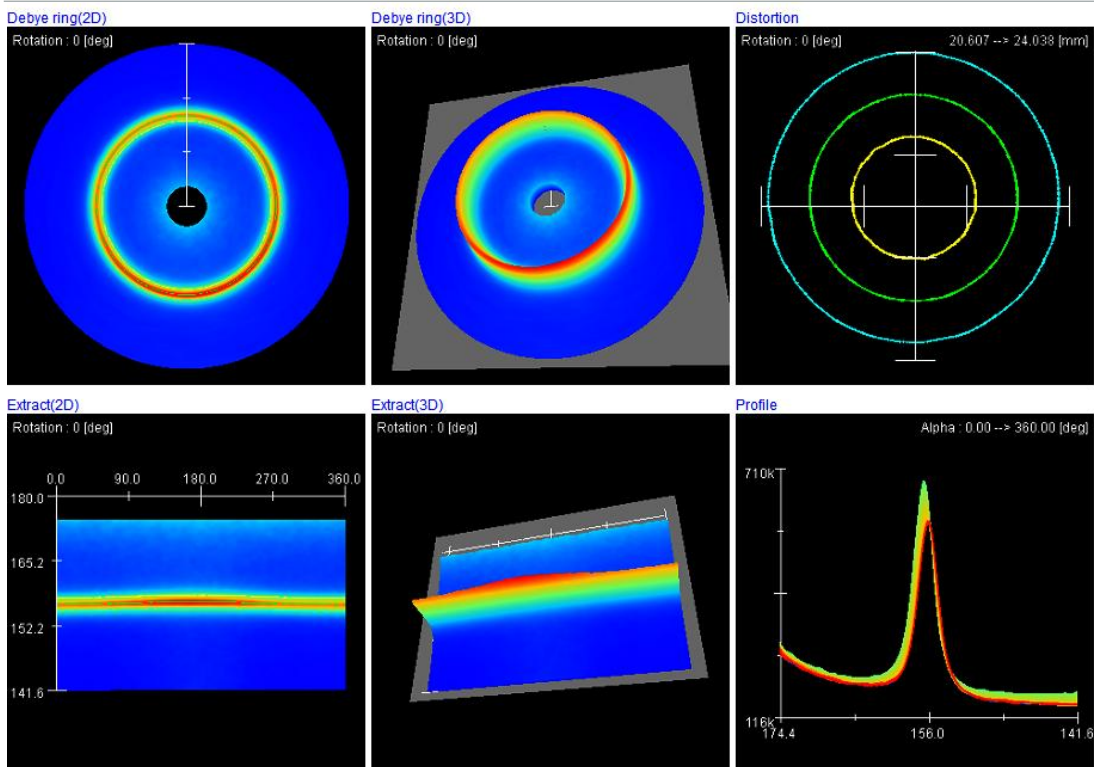 Debye ring(2D)
Rotation : 0 [deg]
Debye ring(3D)
Rotation : 0 [deg]
Distortion
Rotation : 0 [deg]
20.607 --> 24.038 [mm]
Extract(2D)
Rotation : 0 [deg]
0.0 90.0 180.0 270.0 360.0
180.0
165.2
152.2
141.6
Extract(3D)
Rotation : 0 [deg]
Profile
Alpha : 0.00 --> 360.00 [deg]
710k
116k
174.4 156.0 141.6